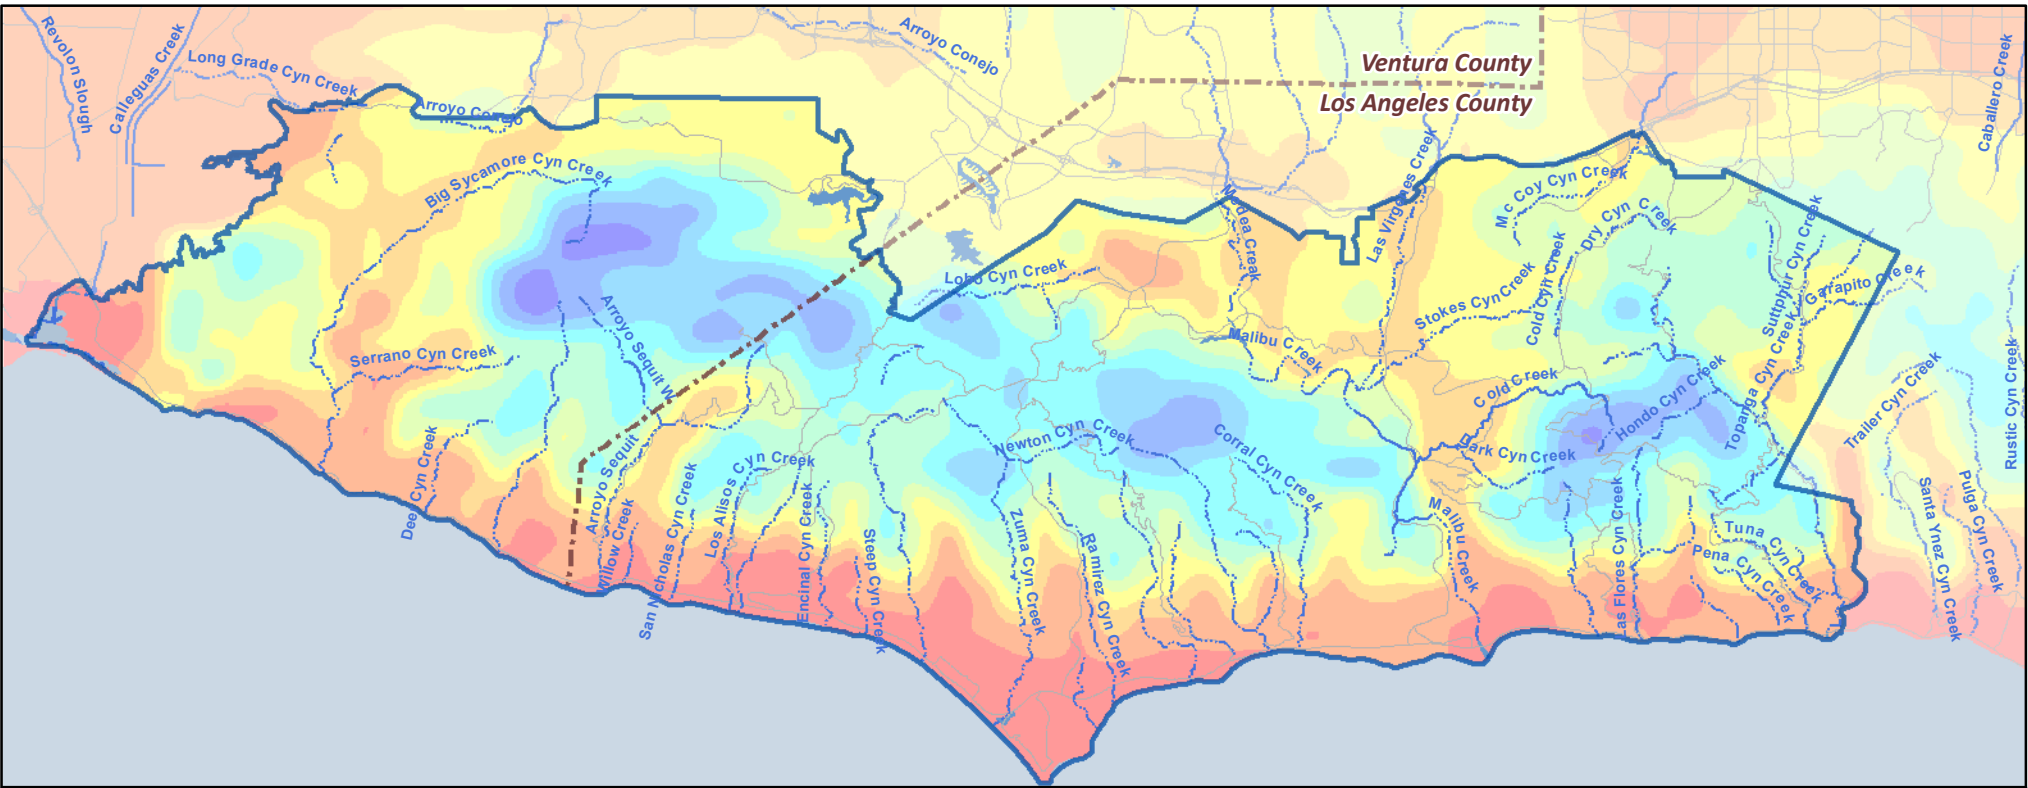 Revolon Slough
Calleguas Creek
Long Grade Cyn Creek
Arroyo Conejo
Arroyo Conejo
Ventura County
Los Angeles County
Caballero Creek
Big Sycamore Cyn Creek
Medea Creek
Las Virgenes Creek
Mc Coy Cyn Creek
Dry Cyn Creek
Cold Cyn Creek
Stokes Cyn Creek
Sutphur Cyn Creek
Garapito Creek
Lobo Cyn Creek
Arroyo Sequit W
Serrano Cyn Creek
Malibu Creek
Cold Creek
Hondo Cyn Creek
Topanga Cyn Creek
Trailer Cyn Creek
Rustic Cyn Creek
Newton Cyn Creek
Corral Cyn Creek
Dark Cyn Creek
Deer Cyn Creek
Arroyo Sequit
Willow Creek
San Nicholas Cyn Creek
Los Alisos Cyn Creek
Encinal Cyn Creek
Steep Cyn Creek
Zuma Cyn Creek
Ramirez Cyn Creek
Malibu Creek
Las Flores Cyn Creek
Tuna Cyn Creek
Pena Cyn Creek
Santa Ynez Cyn Creek
Pulga Cyn Creek